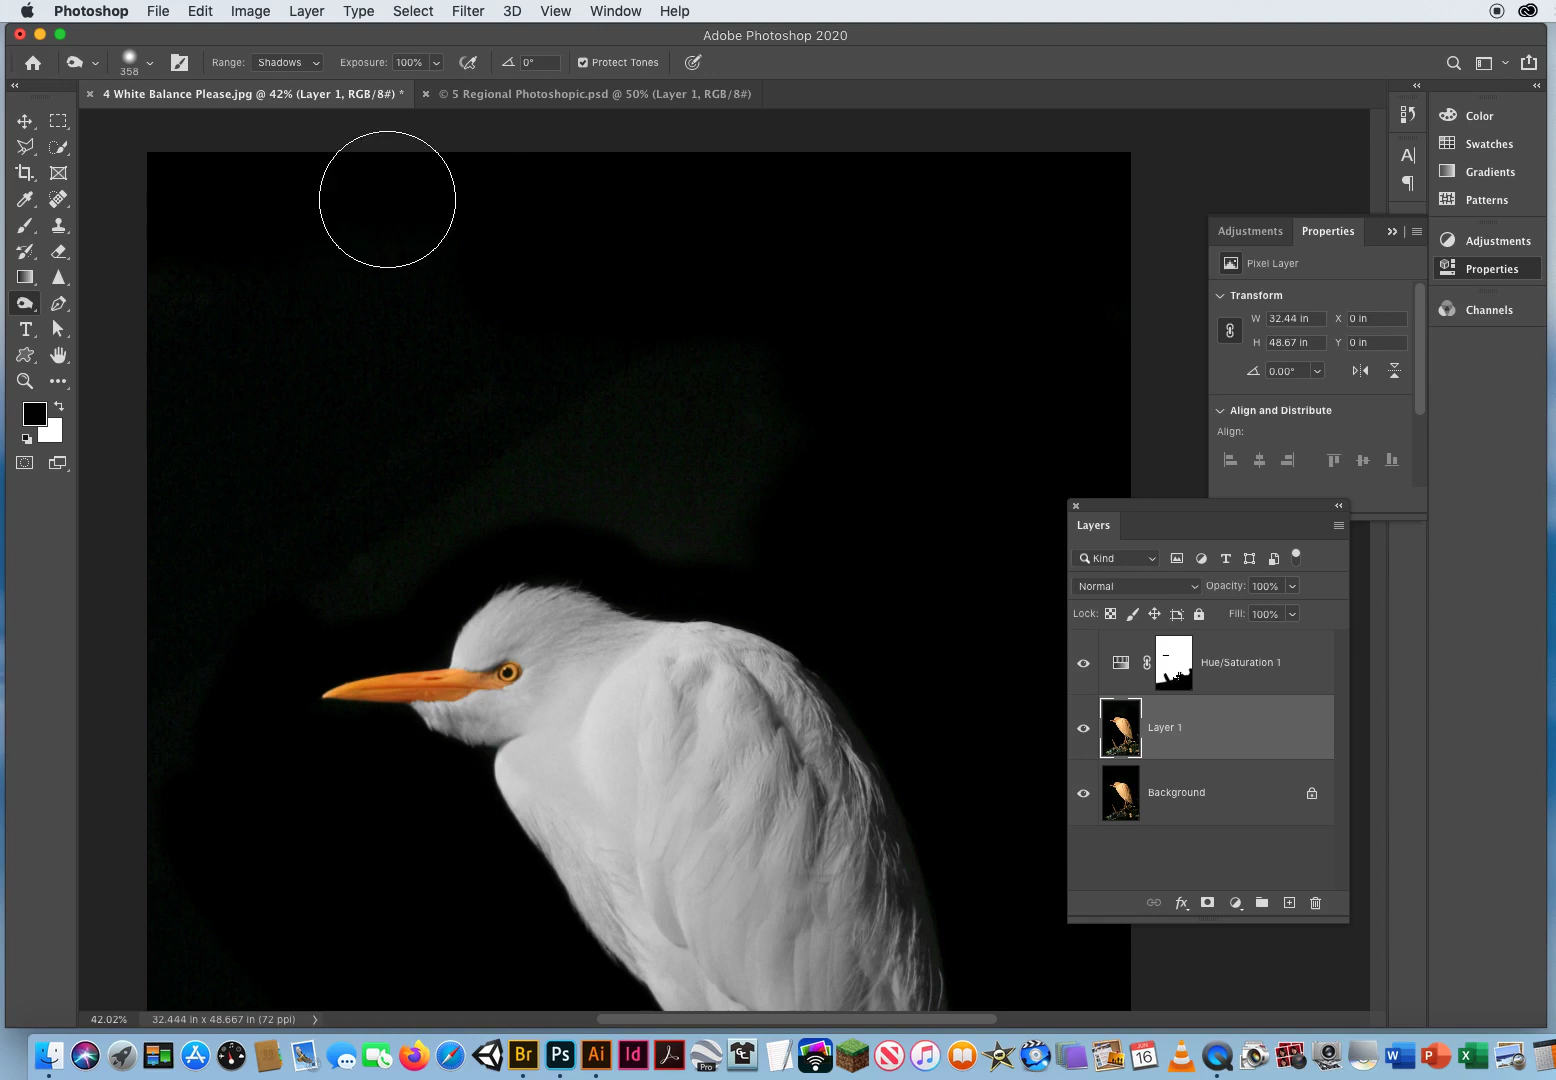 Photoshop File Edit Image Layer Type Select Filter 3D View Window Help
Adobe Photoshop 2020
358 Range: Shadows Exposure: 100% 0° Protect Tones
4 White Balance Please.jpg @ 42% (Layer 1, RGB/8#) *
© 5 Regional Photoshopic.psd @ 50% (Layer 1, RGB/8#)
Color
Swatches
Gradients
Patterns
Adjustments
Properties
Channels
Adjustments Properties
Pixel Layer
Transform
W 32.44 in X 0 in
H 48.67 in Y 0 in
0.00°
Align and Distribute
Align:
Layers
Kind
Normal Opacity: 100%
Lock: Fill: 100%
Hue/Saturation 1
Layer 1
Background
fx
42.02% 32.444 in x 48.667 in (72 ppi)
Br Ps Ai Id
Pro
JUN
16
W P X